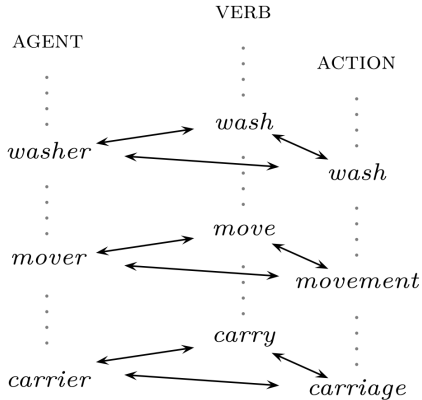 VERB
AGENT
ACTION
wash
washer
wash
move
mover
movement
carry
carrier
carriage